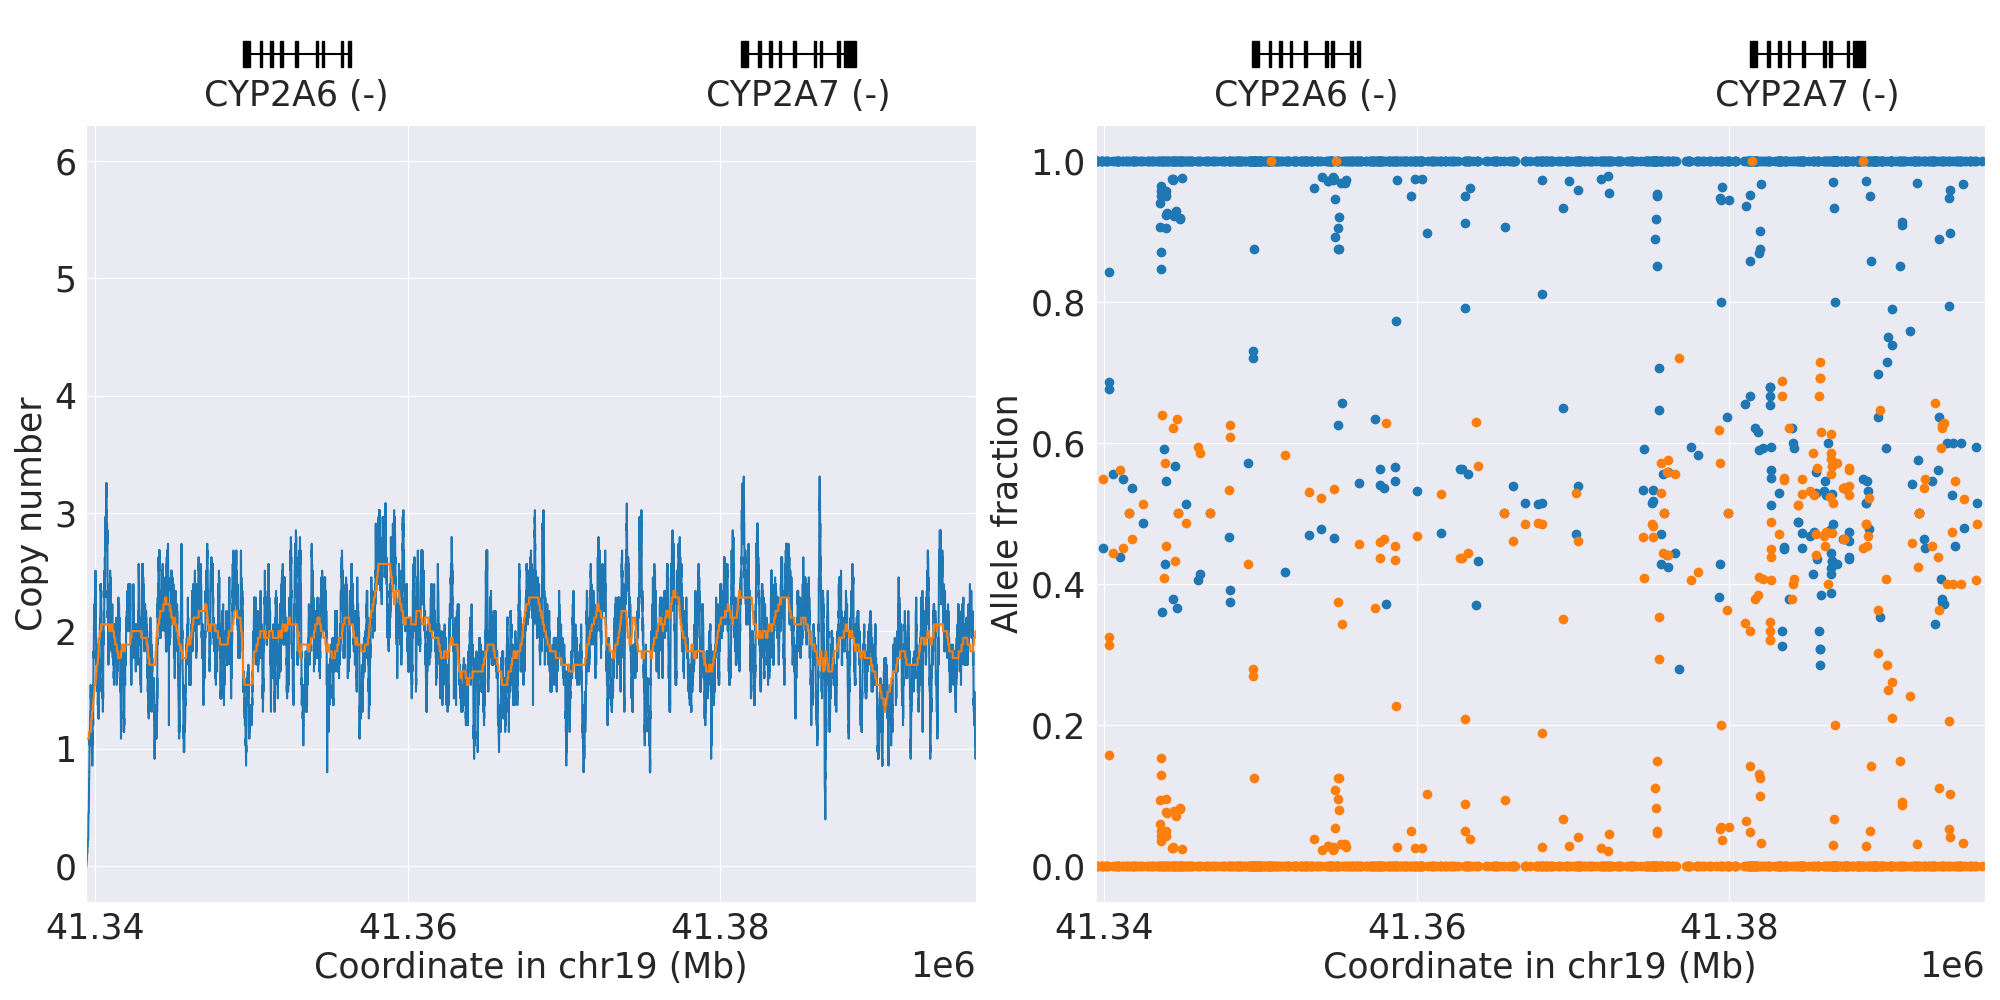 CYP2A6 (-) CYP2A7 (-)
6
5
4
3
2
1
0
Copy number
41.34 41.36 41.38
Coordinate in chr19 (Mb) 1e6
CYP2A6 (-) CYP2A7 (-)
1.0
0.8
0.6
0.4
0.2
0.0
Allele fraction
41.34 41.36 41.38
Coordinate in chr19 (Mb) 1e6